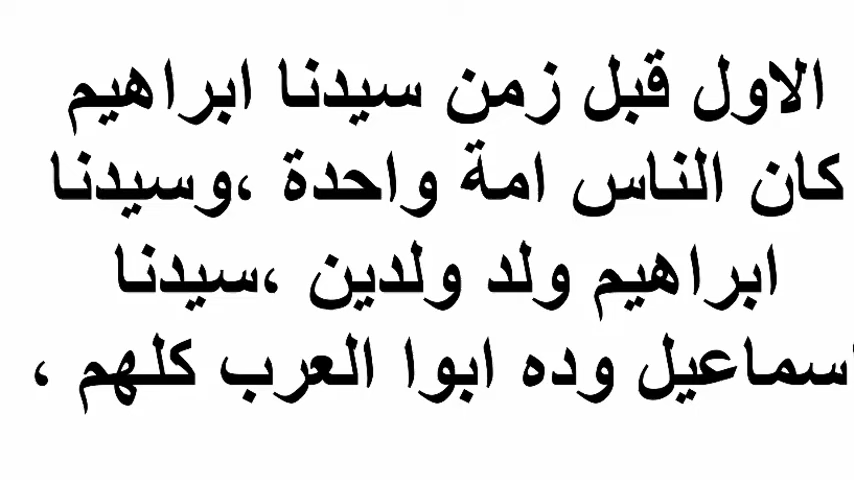 الاول قبل زمن سيدنا ابراهيم
كان الناس امة واحدة ،وسيدنا
ابراهيم ولد ولدين ،سيدنا
اسماعيل وده ابوا العرب كلهم ،